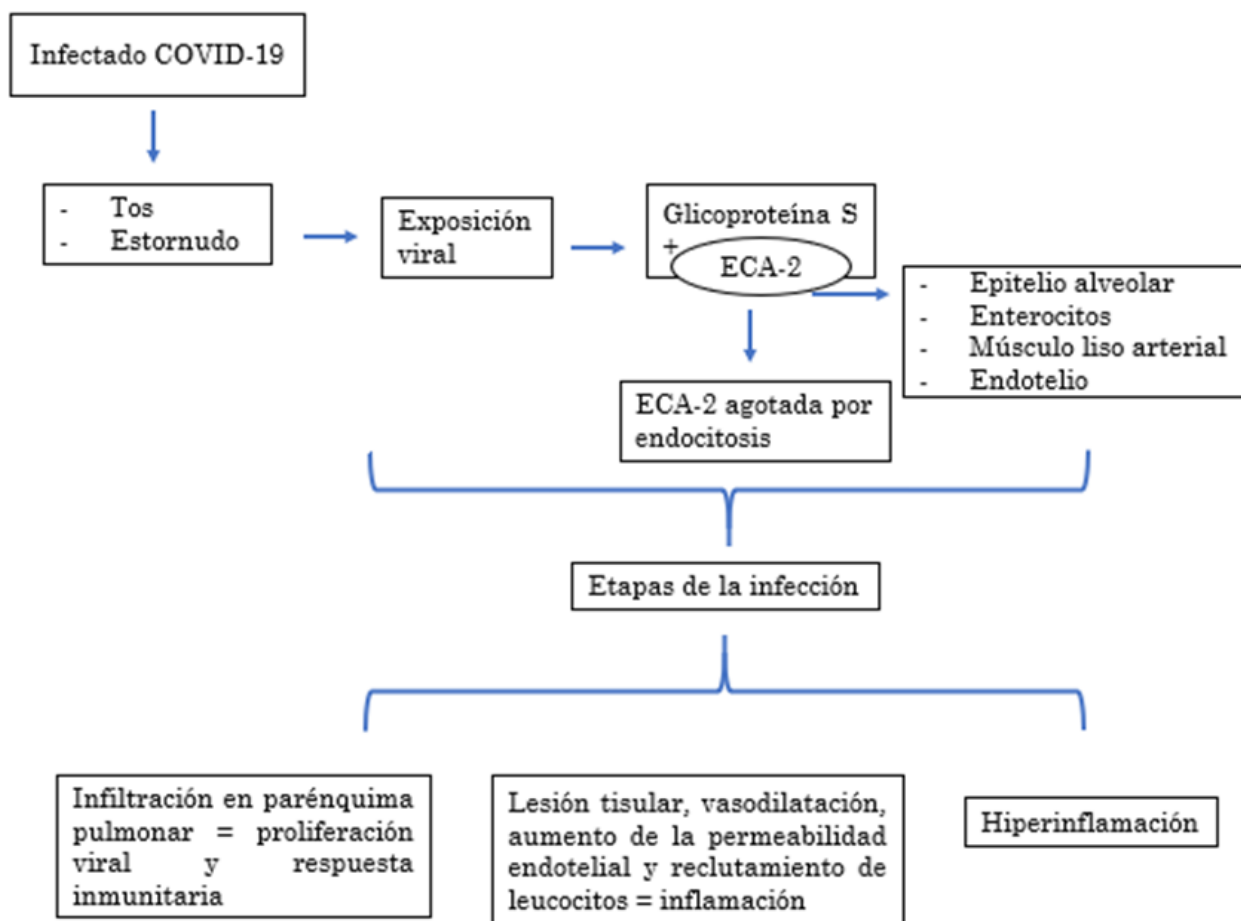 Infectado COVID-19
- Tos
- Estornudo
Exposición
viral
Glicoproteína S
+
ECA-2
- Epitelio alveolar
- Enterocitos
- Músculo liso arterial
- Endotelio
ECA-2 agotada por
endocitosis
Etapas de la infección
Infiltración en parénquima
pulmonar = proliferación
viral y respuesta
inmunitaria
Lesión tisular, vasodilatación,
aumento de la permeabilidad
endotelial y reclutamiento de
leucocitos = inflamación
Hiperinflamación